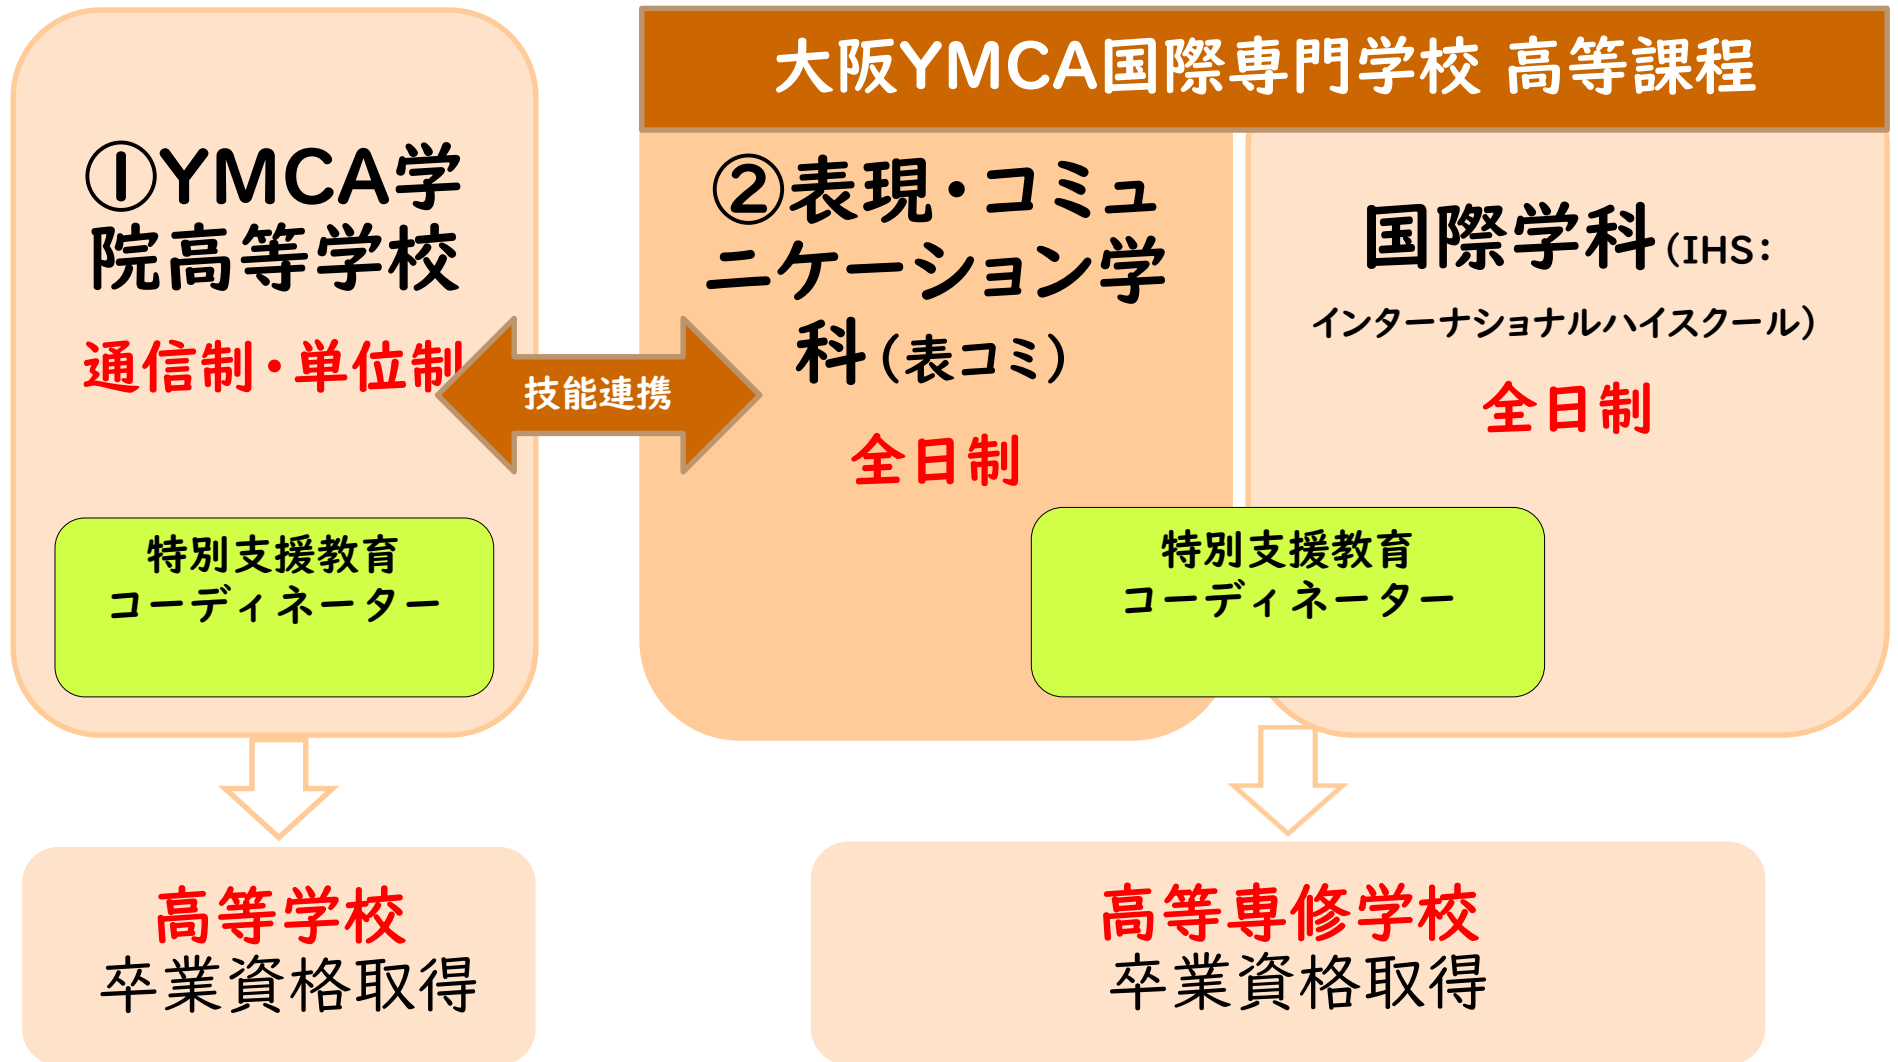 大阪YMCA国際専門学校 高等課程
①YMCA学
院高等学校
通信制・単位制
技能連携
②表現・コミュ
ニケーション学
科(表コミ)
全日制
国際学科(IHS:
インターナショナルハイスクール)
全日制
特別支援教育
コーディネーター
特別支援教育
コーディネーター
高等学校
卒業資格取得
高等専修学校
卒業資格取得